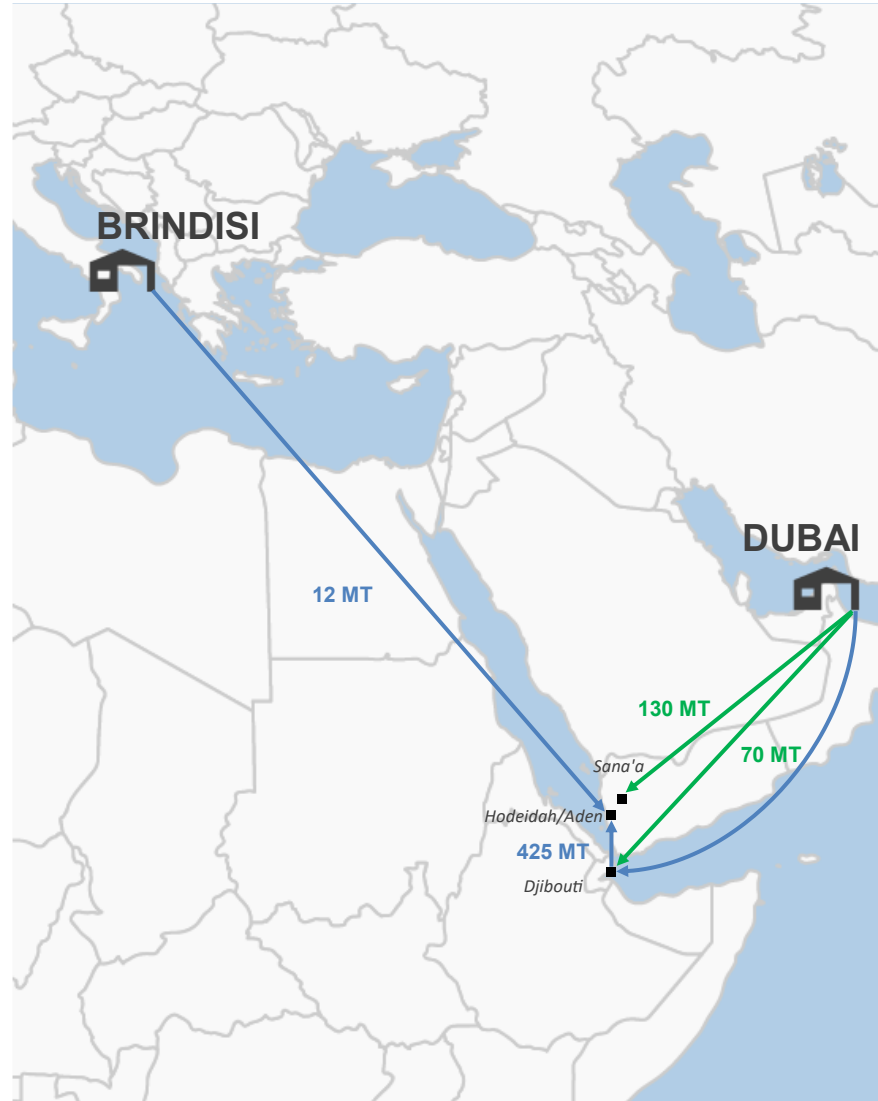 BRINDISI
DUBAI
12 MT
130 MT
70 MT
Sana'a
Hodeidah/Aden
425 MT
Djibouti